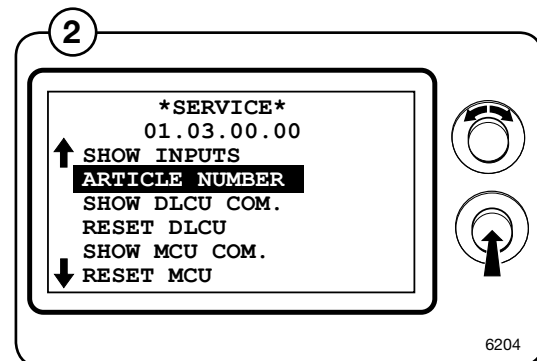 2
*SERVICE*
01.03.00.00
SHOW INPUTS
ARTICLE NUMBER
SHOW DLCU COM.
RESET DLCU
SHOW MCU COM.
RESET MCU
6204